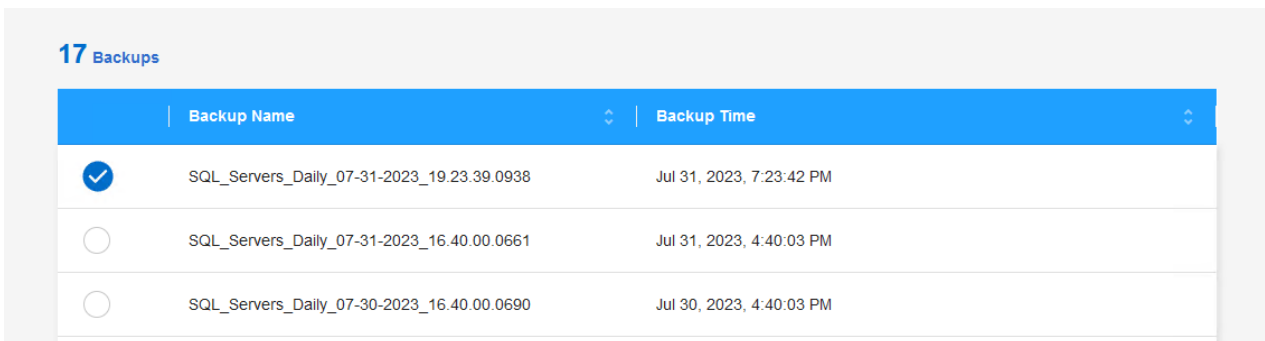 17 Backups
Backup Name Backup Time
SQL_Servers_Daily_07-31-2023_19.23.39.0938 Jul 31, 2023, 7:23:42 PM
SQL_Servers_Daily_07-31-2023_16.40.00.0661 Jul 31, 2023, 4:40:03 PM
SQL_Servers_Daily_07-30-2023_16.40.00.0690 Jul 30, 2023, 4:40:03 PM